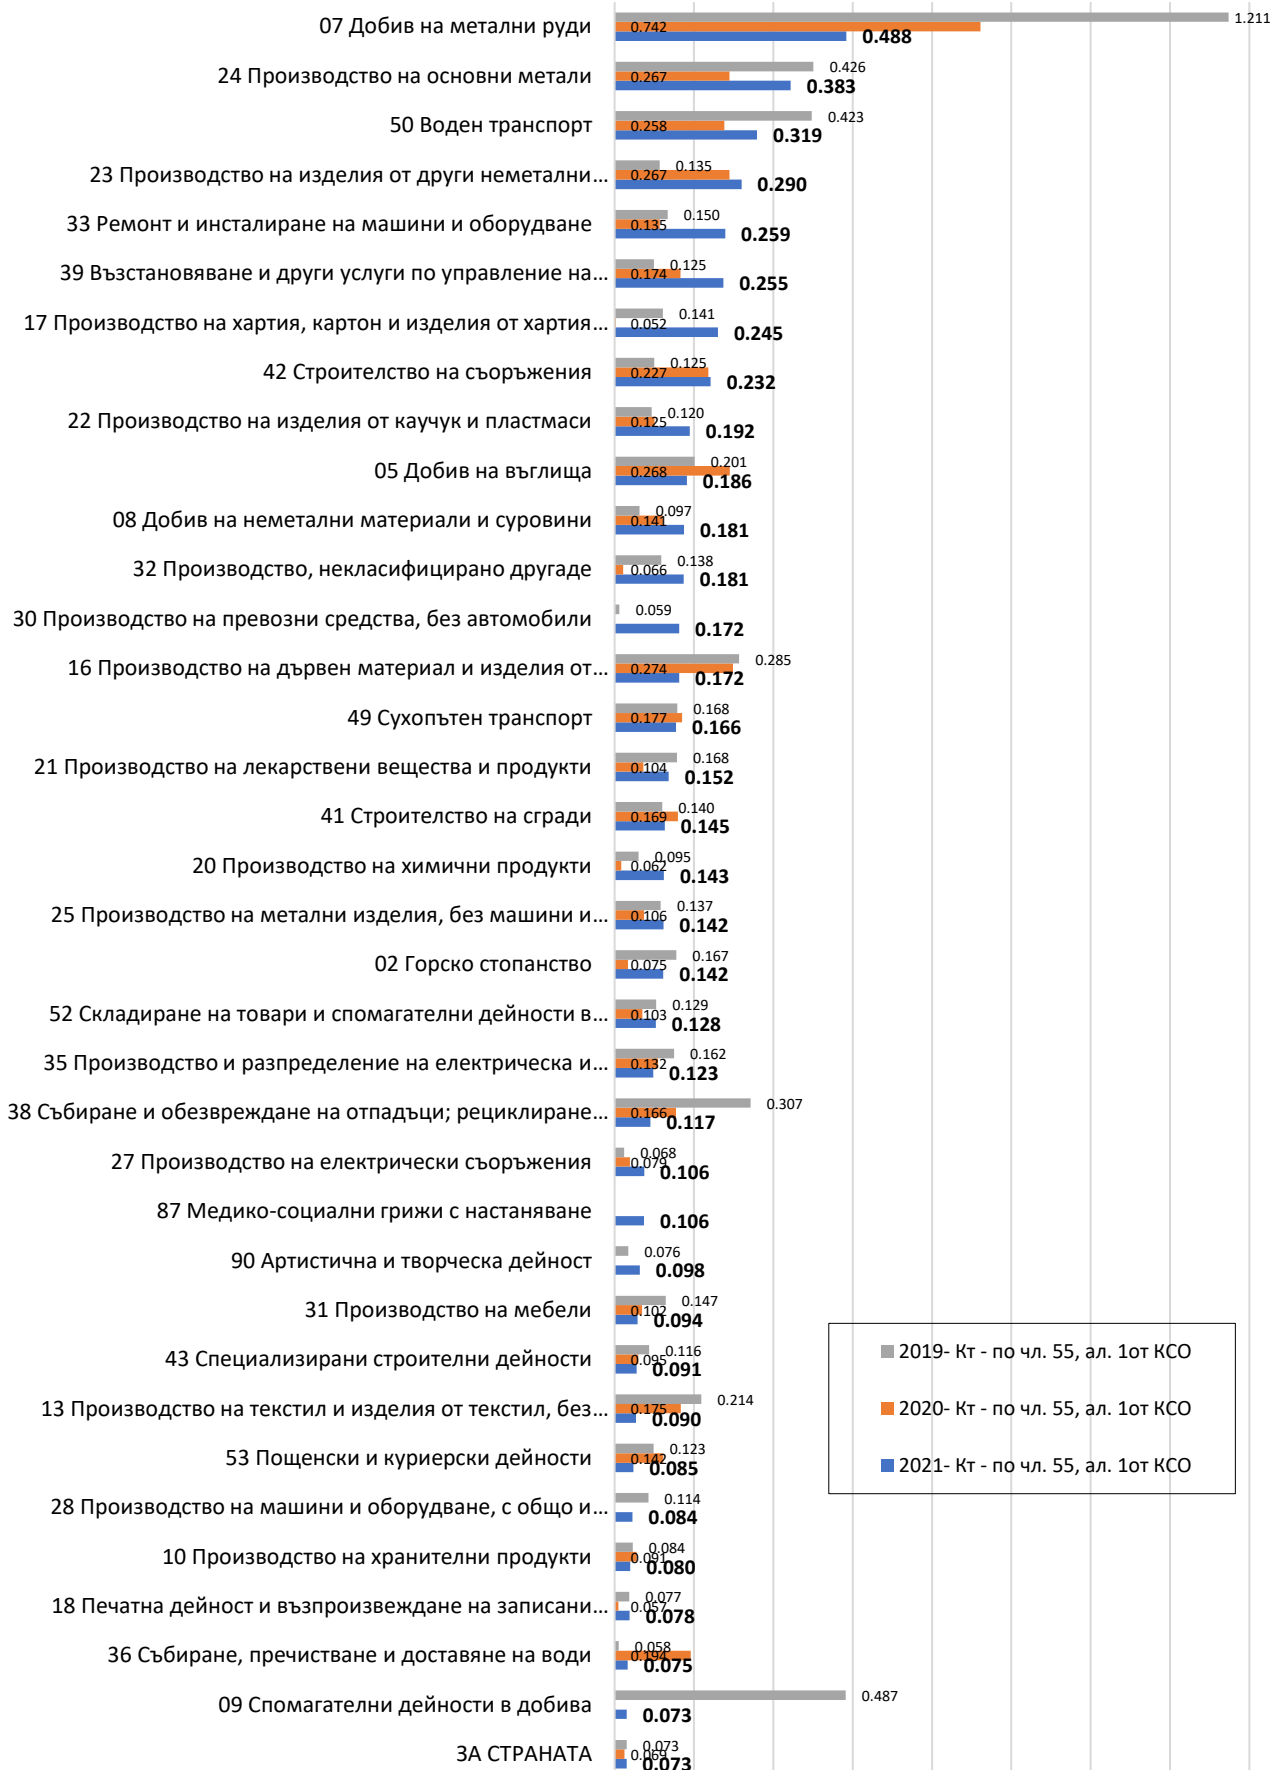 07 Добив на метални руди
1.211
0.742
0.488
24 Производство на основни метали
0.426
0.267
0.383
50 Воден транспорт
0.423
0.258
0.319
23 Производство на изделия от други неметални...
0.135
0.267
0.290
33 Ремонт и инсталиране на машини и оборудване
0.150
0.135
0.259
39 Възстановяване и други услуги по управление на...
0.125
0.174
0.255
17 Производство на хартия, картон и изделия от хартия...
0.141
0.052
0.245
42 Строителство на съоръжения
0.125
0.227
0.232
22 Производство на изделия от каучук и пластмаси
0.120
0.125
0.192
05 Добив на въглища
0.201
0.268
0.186
08 Добив на неметални материали и суровини
0.097
0.141
0.181
32 Производство, некласифицирано другаде
0.138
0.066
0.181
30 Производство на превозни средства, без автомобили
0.059
0.172
16 Производство на дървен материал и изделия от...
0.285
0.274
0.172
49 Сухопътен транспорт
0.168
0.177
0.166
21 Производство на лекарствени вещества и продукти
0.168
0.104
0.152
41 Строителство на сгради
0.140
0.169
0.145
20 Производство на химични продукти
0.095
0.062
0.143
25 Производство на метални изделия, без машини и...
0.137
0.106
0.142
02 Горско стопанство
0.167
0.075
0.142
52 Складиране на товари и спомагателни дейности в...
0.129
0.103
0.128
35 Производство и разпределение на електрическа и...
0.162
0.132
0.123
38 Събиране и обезвреждане на отпадъци; рециклиране...
0.307
0.166
0.117
27 Производство на електрически съоръжения
0.068
0.079
0.106
87 Медико-социални грижи с настаняване
0.106
90 Артистична и творческа дейност
0.076
0.098
31 Производство на мебели
0.147
0.102
0.094
43 Специализирани строителни дейности
0.116
0.095
0.091
13 Производство на текстил и изделия от текстил, без...
0.214
0.175
0.090
53 Пощенски и куриерски дейности
0.123
0.142
0.085
28 Производство на машини и оборудване, с общо и...
0.114
0.084
10 Производство на хранителни продукти
0.084
0.091
0.080
18 Печатна дейност и възпроизвеждане на записани...
0.077
0.057
0.078
36 Събиране, пречистване и доставяне на води
0.058
0.194
0.075
09 Спомагателни дейности в добива
0.487
0.073
ЗА СТРАНАТА
0.073
0.069
0.073
2019- Кт - по чл. 55, ал. 1от КСО
2020- Кт - по чл. 55, ал. 1от КСО
2021- Кт - по чл. 55, ал. 1от КСО